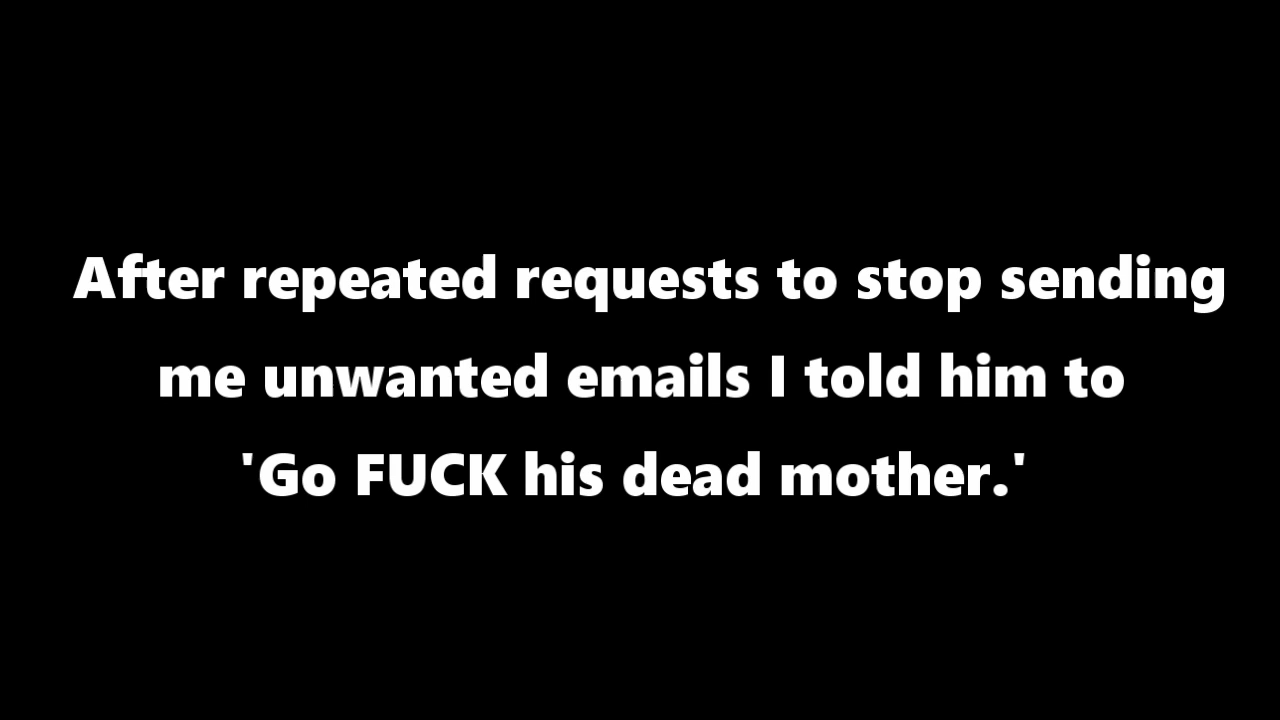 After repeated requests to stop sending
me unwanted emails I told him to
'Go FUCK his dead mother.'